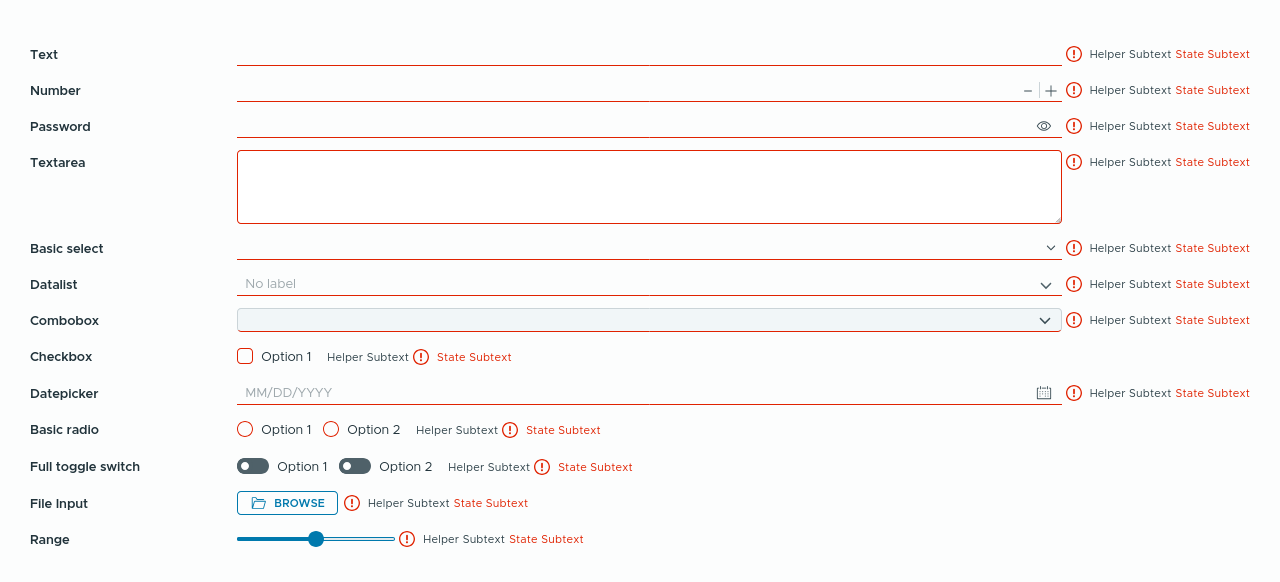 Text Helper Subtext State Subtext
Number Helper Subtext State Subtext
Password Helper Subtext State Subtext
Textarea Helper Subtext State Subtext
Basic select Helper Subtext State Subtext
Datalist No label Helper Subtext State Subtext
Combobox Helper Subtext State Subtext
Checkbox Option 1 Helper Subtext State Subtext
Datepicker MM/DD/YYYY Helper Subtext State Subtext
Basic radio Option 1 Option 2 Helper Subtext State Subtext
Full toggle switch Option 1 Option 2 Helper Subtext State Subtext
File Input BROWSE Helper Subtext State Subtext
Range Helper Subtext State Subtext